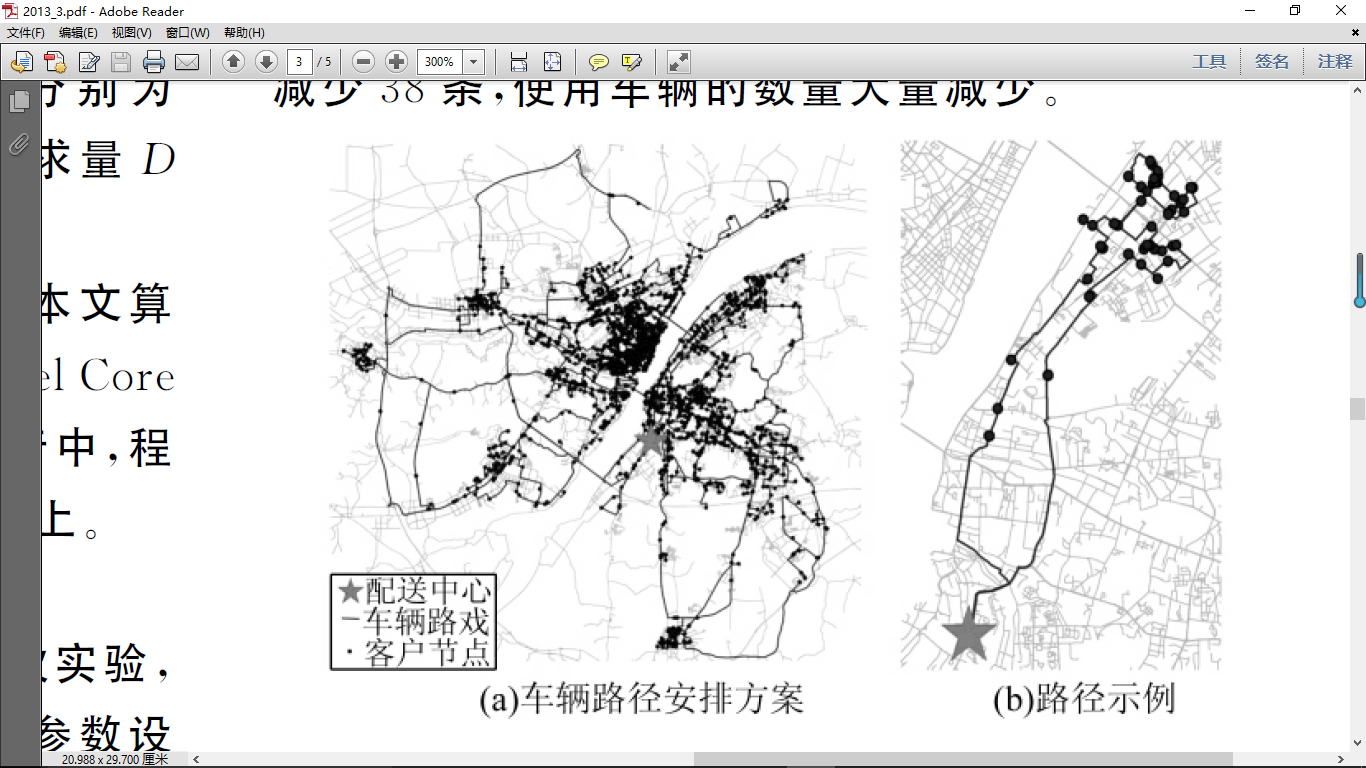 2013_3.pdf - Adobe Reader
文件(F) 编辑(E) 视图(V) 窗口(W) 帮助(H)
3 / 5 300% 工具 签名 注释
分别为
求量 D
本文算
el Core
中,程
上。
实验,
参数设
减少 38 条,使用车辆的数量大量减少。
配送中心
车辆路戏
客户节点
(a)车辆路径安排方案
(b)路径示例
20.988 x 29.700 厘米